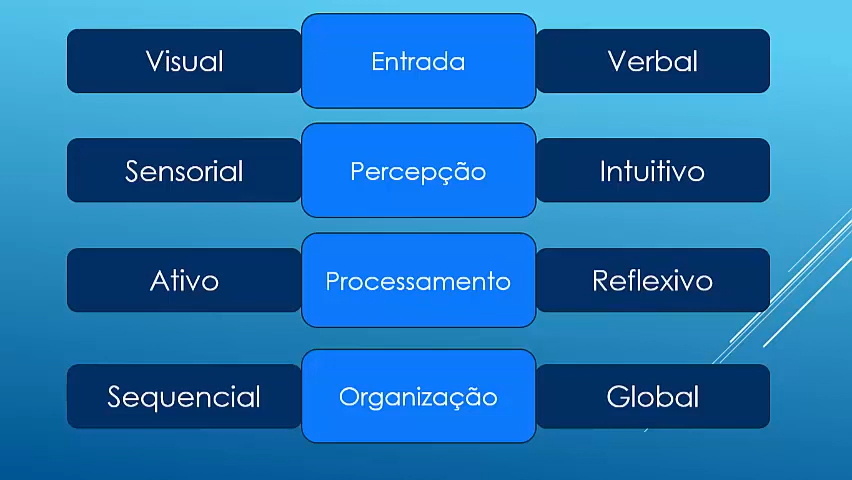 Visual Entrada Verbal
Sensorial Percepção Intuitivo
Ativo Processamento Reflexivo
Sequencial Organização Global